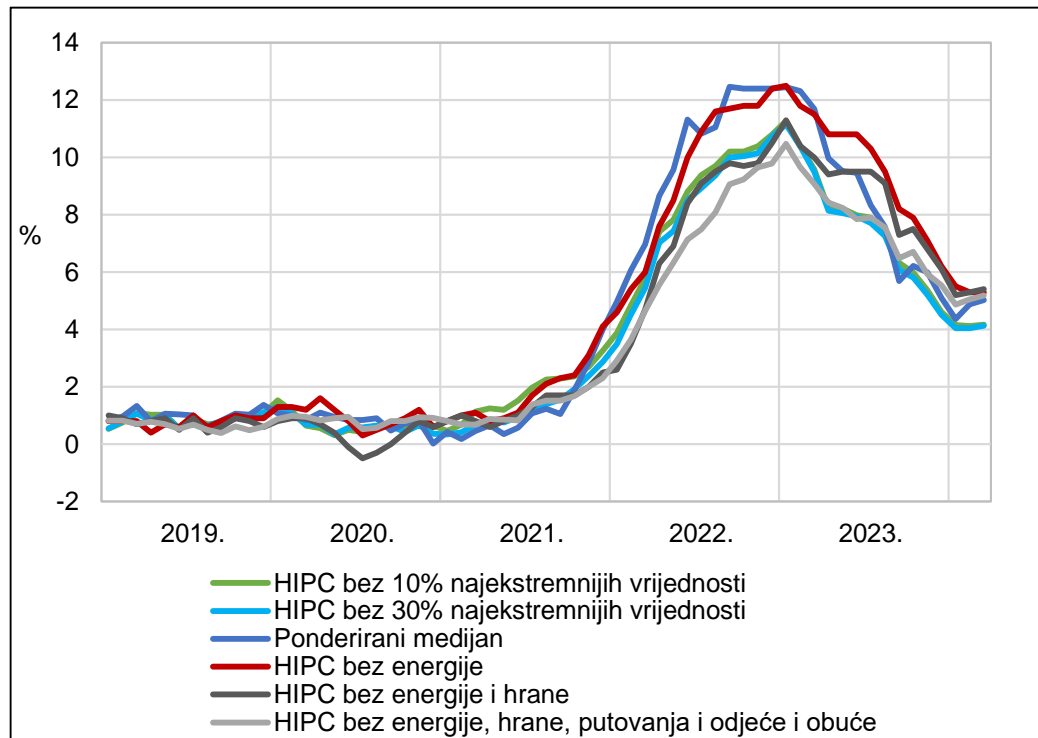 14
12
10
8
%
6
4
2
0
-2
2019. 2020. 2021. 2022. 2023.
HIPC bez 10% najekstremnijih vrijednosti
HIPC bez 30% najekstremnijih vrijednosti
Ponderirani medijan
HIPC bez energije
HIPC bez energije i hrane
HIPC bez energije, hrane, putovanja i odjeće i obuće